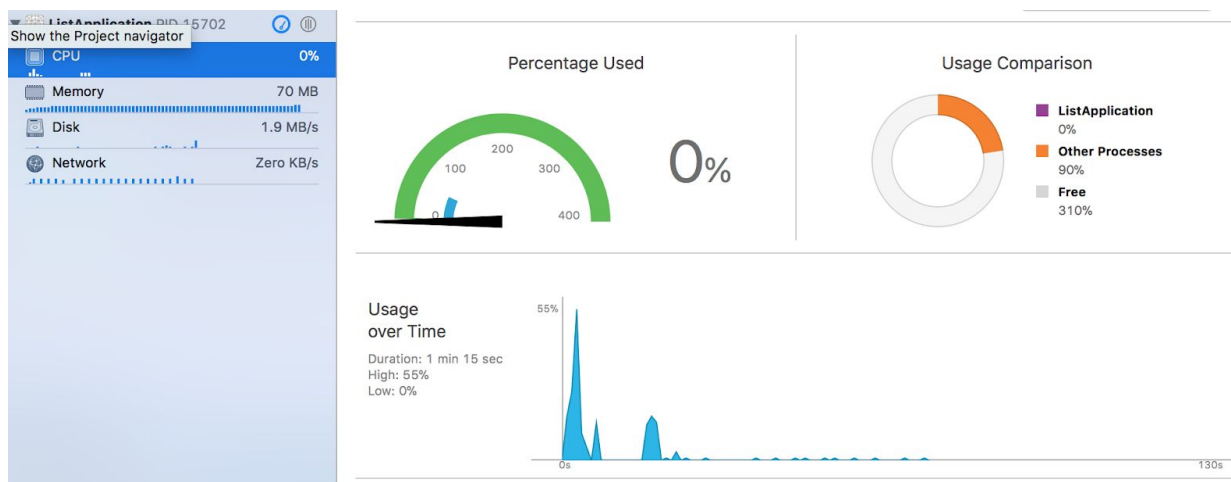 ListApplication PID 15702
Show the Project navigator
CPU 0%
Memory 70 MB
Disk 1.9 MB/s
Network Zero KB/s
Percentage Used
0
100
200
300
400
0%
Usage Comparison
ListApplication
0%
Other Processes
90%
Free
310%
Usage
over Time
Duration: 1 min 15 sec
High: 55%
Low: 0%
55%
0s
130s